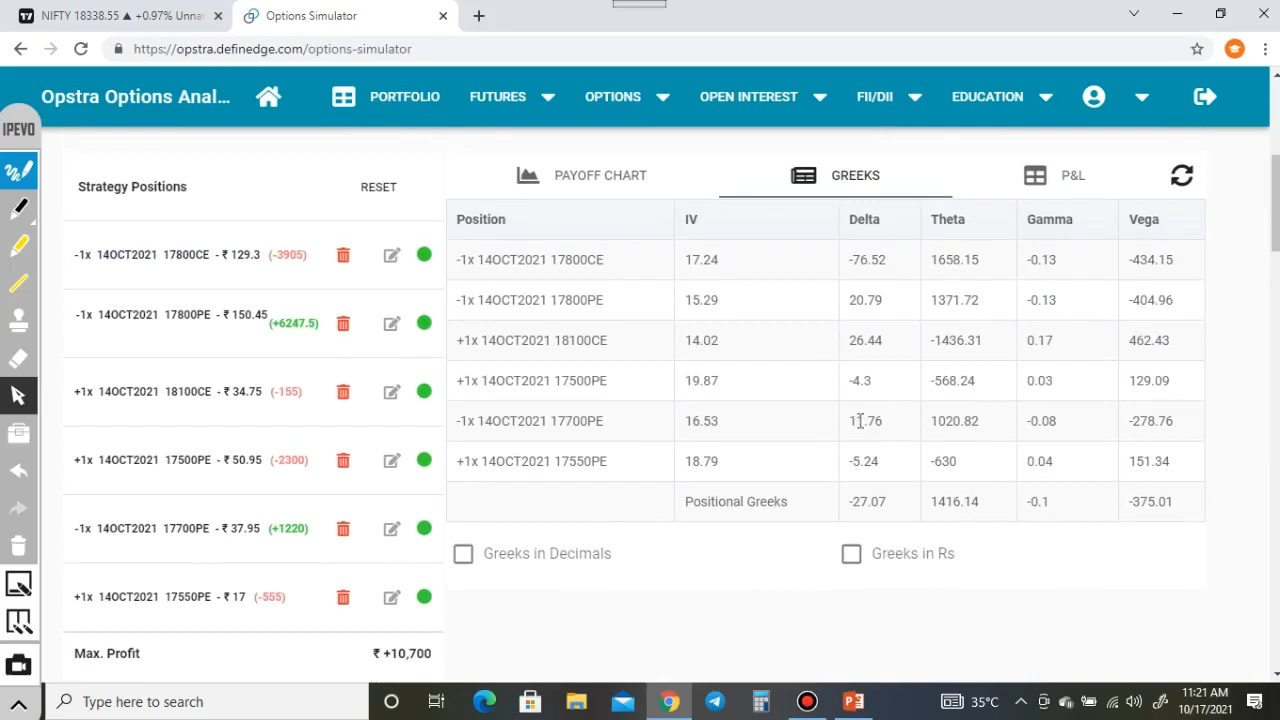 NIFTY 18338.55 ▲ +0.97% Unna
Options Simulator
https://opstra.definedge.com/options-simulator
Opstra Options Anal... PORTFOLIO FUTURES OPTIONS OPEN INTEREST FII/DII EDUCATION
IPEVO
Strategy Positions RESET
-1x 14OCT2021 17800CE - ₹ 129.3 (-3905)
-1x 14OCT2021 17800PE - ₹ 150.45 (+6247.5)
+1x 14OCT2021 18100CE - ₹ 34.75 (-155)
+1x 14OCT2021 17500PE - ₹ 50.95 (-2300)
-1x 14OCT2021 17700PE - ₹ 37.95 (+1220)
+1x 14OCT2021 17550PE - ₹ 17 (-555)
Max. Profit ₹ +10,700
PAYOFF CHART GREEKS P&L
Position IV Delta Theta Gamma Vega
-1x 14OCT2021 17800CE 17.24 -76.52 1658.15 -0.13 -434.15
-1x 14OCT2021 17800PE 15.29 20.79 1371.72 -0.13 -404.96
+1x 14OCT2021 18100CE 14.02 26.44 -1436.31 0.17 462.43
+1x 14OCT2021 17500PE 19.87 -4.3 -568.24 0.03 129.09
-1x 14OCT2021 17700PE 16.53 1020.82 -0.08 -278.76
+1x 14OCT2021 17550PE 18.79 -5.24 -630 0.04 151.34
Positional Greeks -27.07 1416.14 -0.1 -375.01
Greeks in Decimals Greeks in Rs
Type here to search
35°C
11:21 AM
10/17/2021